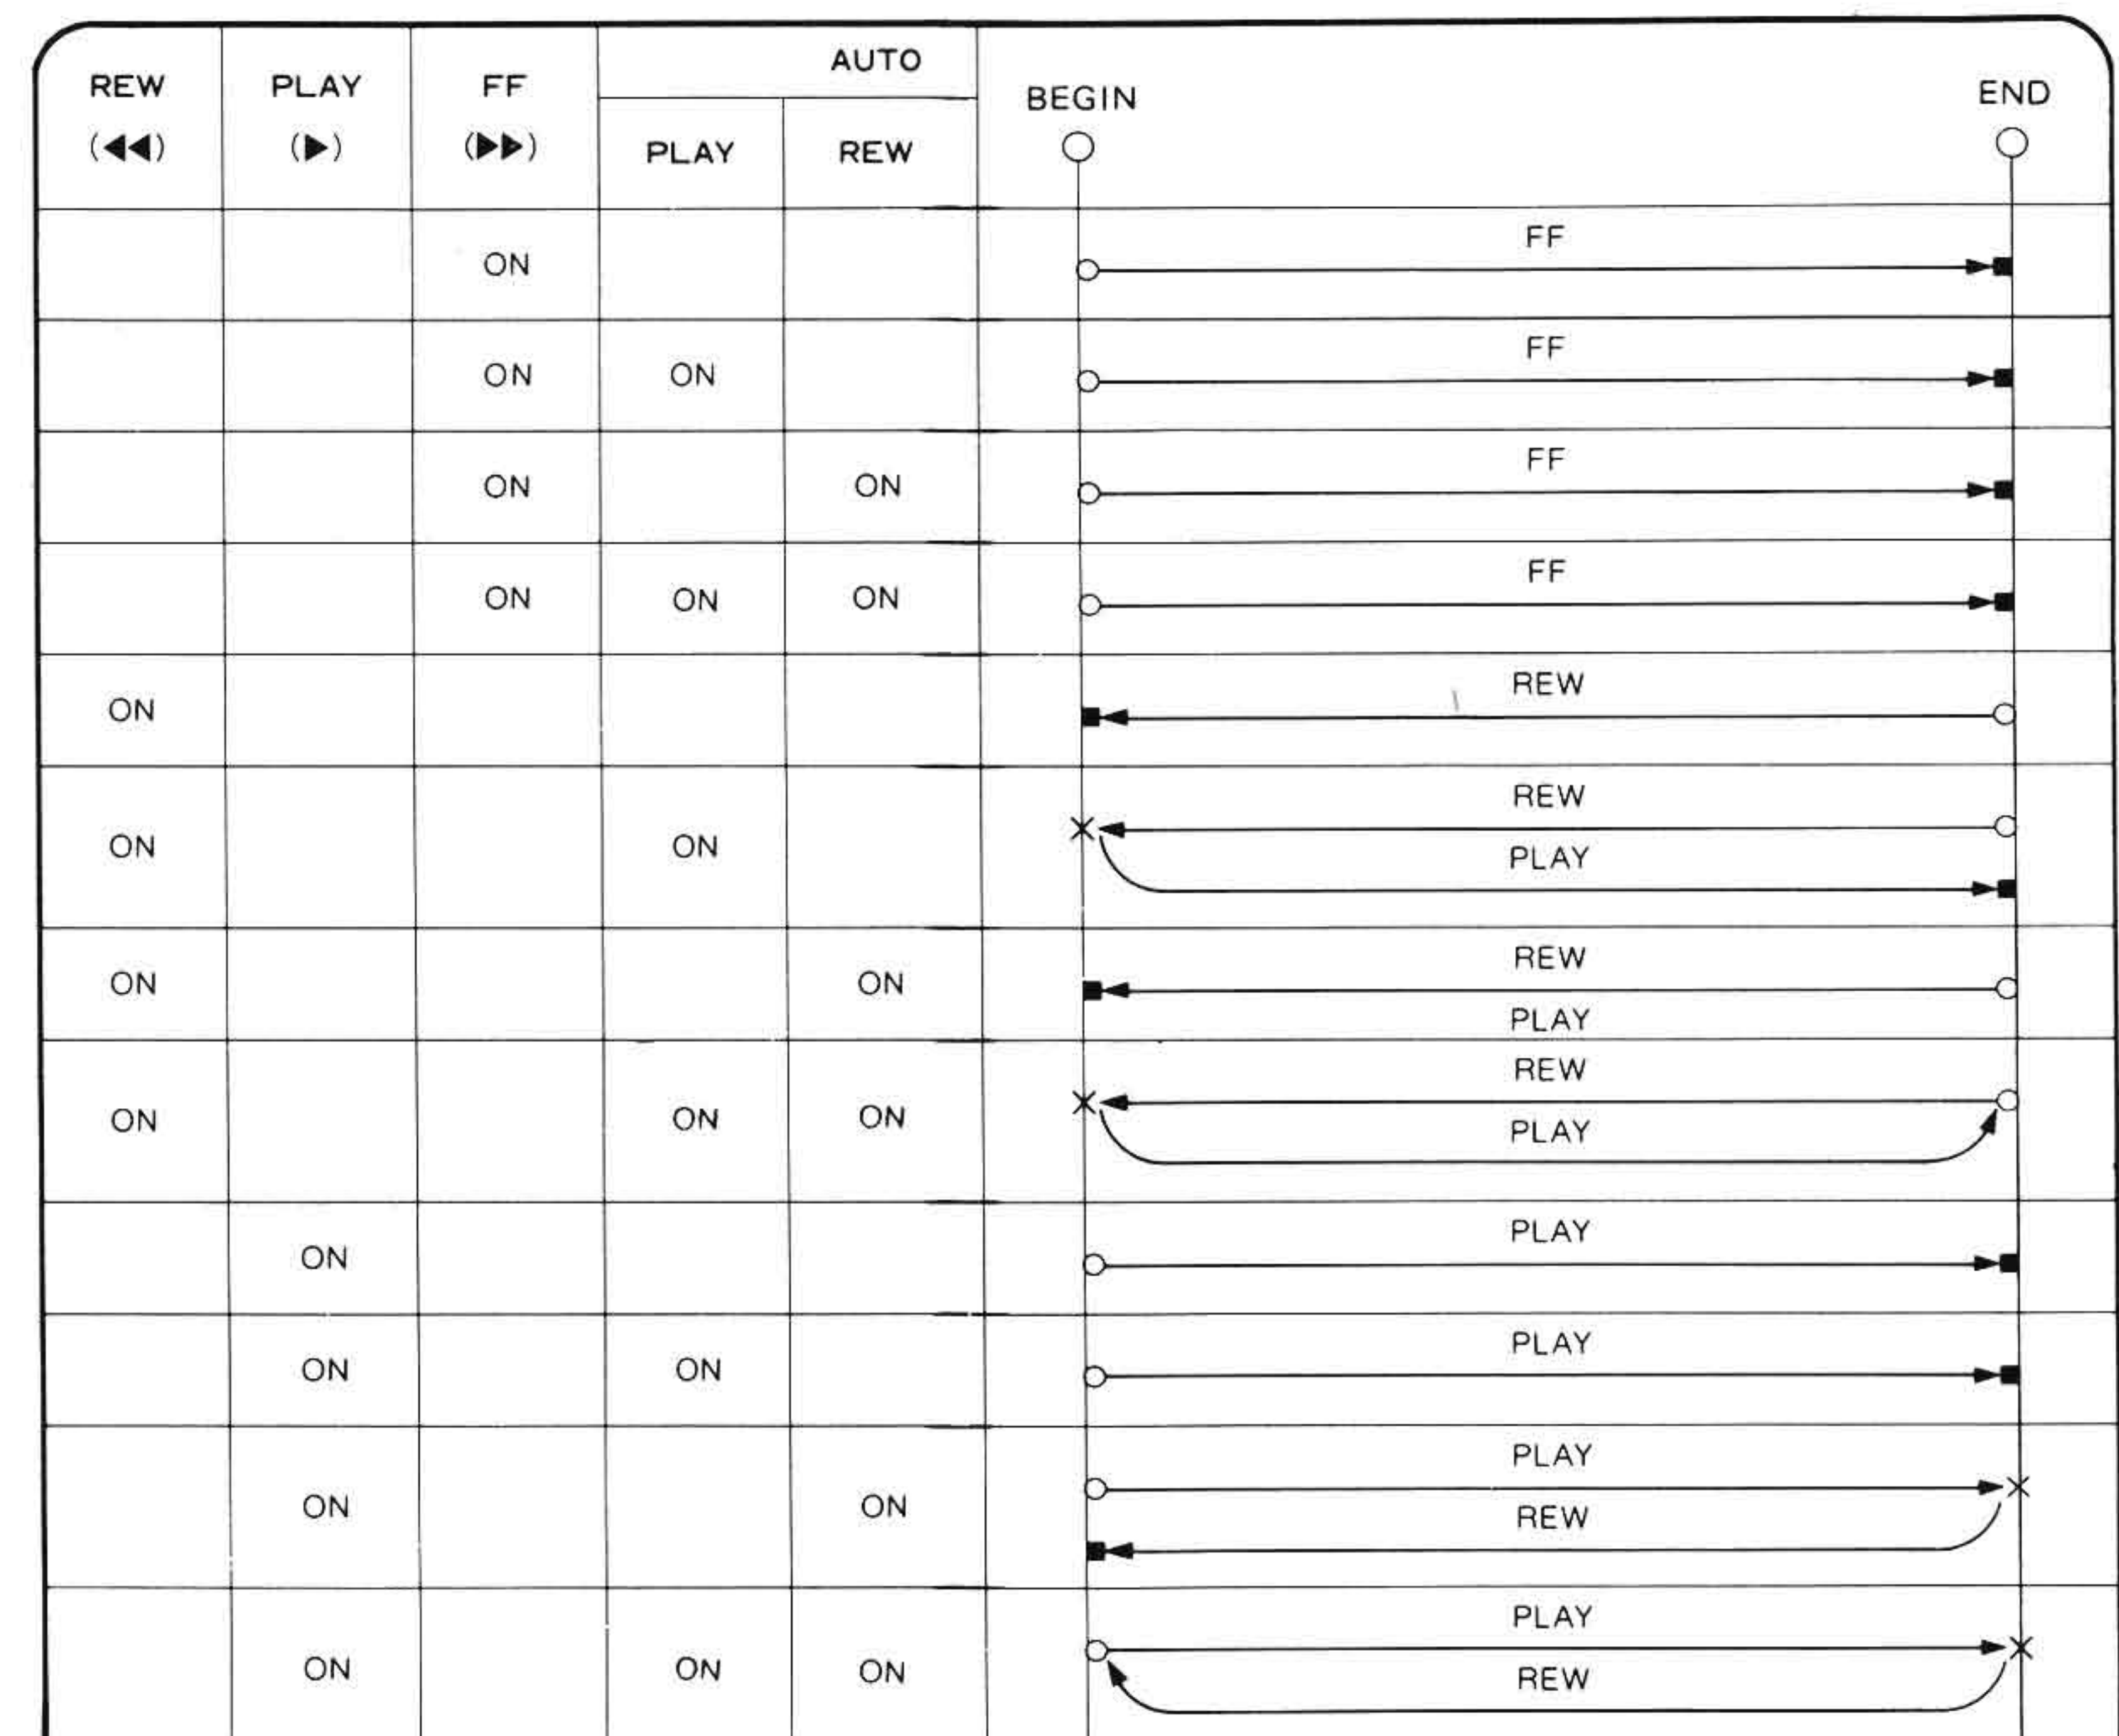 REW PLAY FF AUTO BEGIN END
(◀◀) (▶) (▶▶) PLAY REW
ON FF
ON ON FF
ON ON FF
ON ON ON FF
ON REW
ON ON REW
PLAY
ON ON REW
PLAY
ON ON ON REW
PLAY
ON PLAY
ON ON PLAY
ON ON PLAY
REW
ON ON ON PLAY
REW